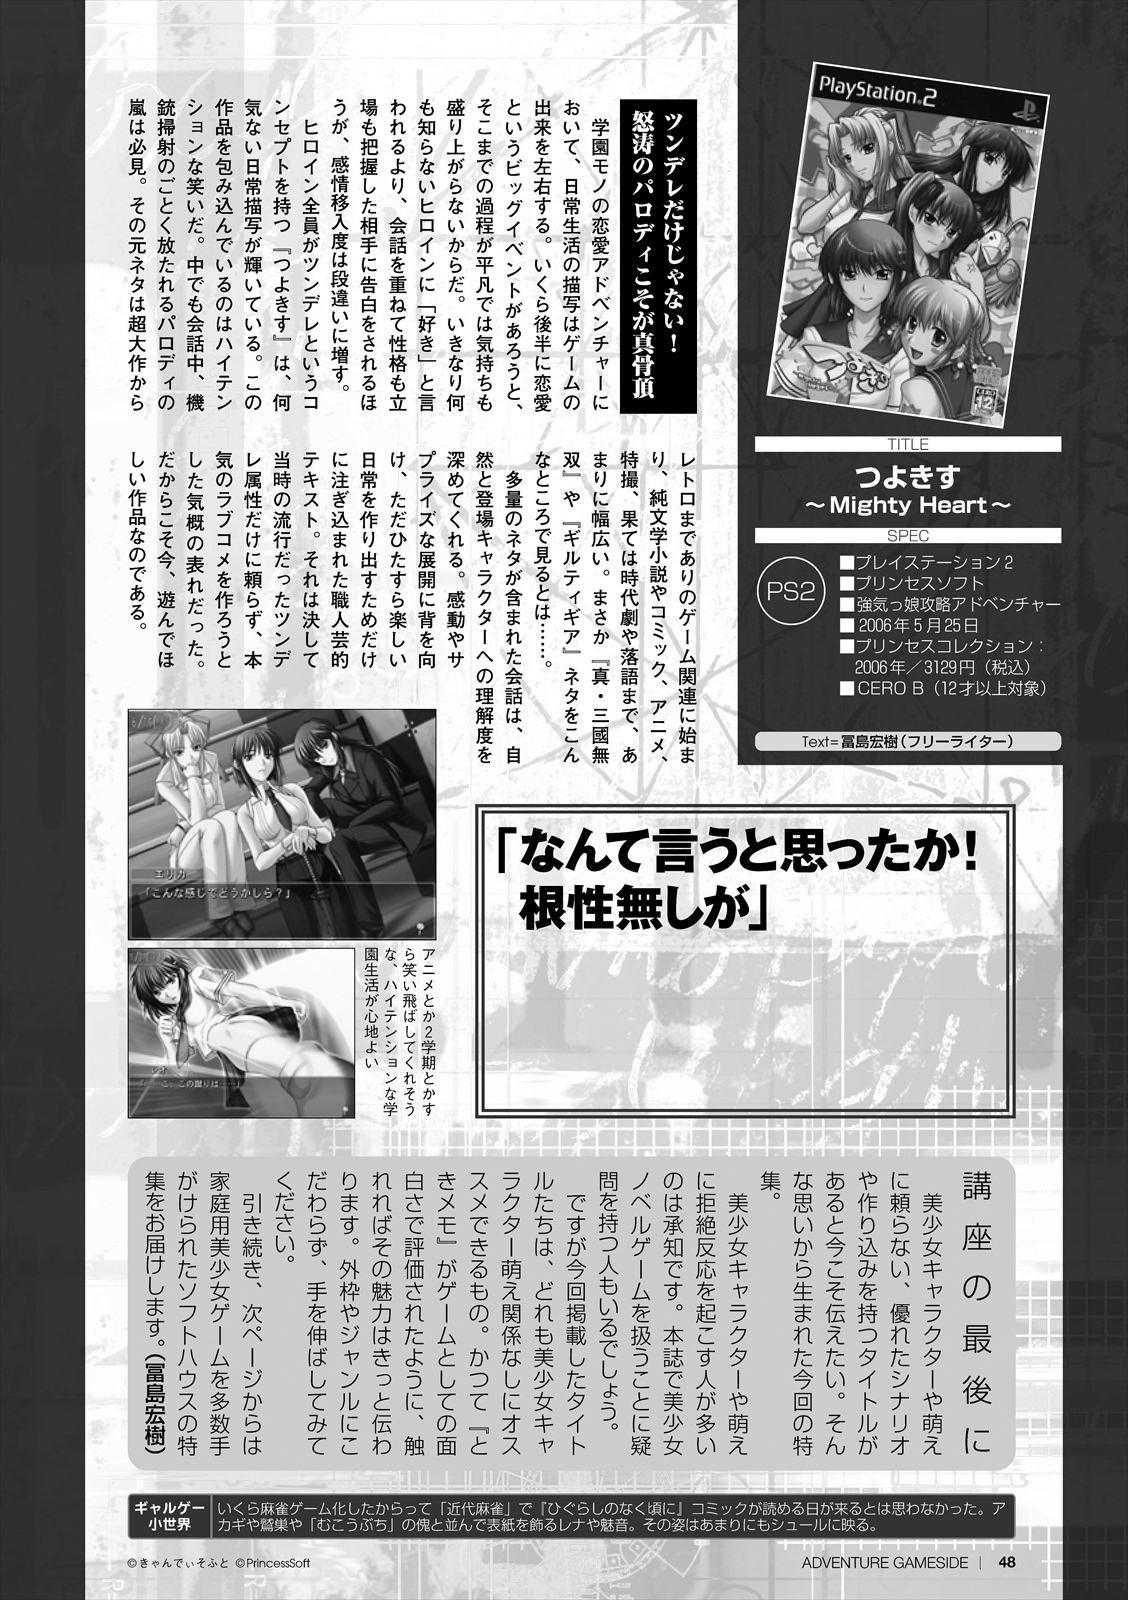 PlayStation®2
CERO 12
TITLE
つよきす
～Mighty Heart～
SPEC
PS2
■プレイステーション2
■プリンセスソフト
■強気っ娘攻略アドベンチャー
■2006年5月25日
■プリンセスコレクション：
2006年／3129円（税込）
■CERO B（12才以上対象）
Text=冨島宏樹（フリーライター）
ツンデレだけじゃない！
怒涛のパロディこそが真骨頂
学園モノの恋愛アドベンチャーに
おいて、日常生活の描写はゲームの
出来を左右する。いくら後半に恋愛
というビッグイベントがあろうと、
そこまでの過程が平凡では気持ちも
盛り上がらないからだ。いきなり何
も知らないヒロインに「好き」と言
われるより、会話を重ねて性格も立
場も把握した相手に告白をされるほ
うが、感情移入度は段違いに増す。
ヒロイン全員がツンデレというコ
ンセプトを持つ『つよきす』は、何
気ない日常描写が輝いている。この
作品を包み込んでいるのはハイテン
ションな笑いだ。中でも会話中、機
銃掃射のごとく放たれるパロディの
嵐は必見。その元ネタは超大作から
レトロまでありのゲーム関連に始ま
り、純文学小説やコミック、アニメ、
特撮、果ては時代劇や落語まで、あ
まりに幅広い。まさか『真・三國無
双』や『ギルティギア』ネタをこん
なところで見るとは……。
多量のネタが含まれた会話は、自
然と登場キャラクターへの理解度を
深めてくれる。感動やサ
プライズな展開に背を向
け、ただひたすら楽しい
日常を作り出すためだけ
に注ぎ込まれた職人芸的
テキスト。それは決して
当時の流行だったツンデ
レ属性だけに頼らず、本
気のラブコメを作ろうと
した気概の表れだった。
だからこそ今、遊んでほ
しい作品なのである。
エリカ
「こんな感じでどうかしら？」
レオ
「……こ、この蹴りは……」
アニメとか2学期とかす
ら笑い飛ばしてくれそう
な、ハイテンションな学
園生活が心地よい
「なんて言うと思ったか！
根性無しが」
講座の最後に
美少女キャラクターや萌え
に頼らない、優れたシナリオ
や作り込みを持つタイトルが
あると今こそ伝えたい。そん
な思いから生まれた今回の特
集。
美少女キャラクターや萌え
に拒絶反応を起こす人が多い
のは承知です。本誌で美少女
ノベルゲームを扱うことに疑
問を持つ人もいるでしょう。
ですが今回掲載したタイト
ルたちは、どれも美少女キャ
ラクター萌え関係なしにオス
スメできるもの。かつて『と
きメモ』がゲームとしての面
白さで評価されたように、触
れればその魅力はきっと伝わ
ります。外枠やジャンルにこ
だわらず、手を伸ばしてみて
ください。
引き続き、次ページからは
家庭用美少女ゲームを多数手
がけられたソフトハウスの特
集をお届けします。（冨島宏樹）
ギャルゲー
小世界
いくら麻雀ゲーム化したからって「近代麻雀」で『ひぐらしのなく頃に』コミックが読める日が来るとは思わなかった。ア
カギや鷲巣や「むこうぶち」の傀と並んで表紙を飾るレナや魅音。その姿はあまりにもシュールに映る。
©きゃんでぃそふと ©PrincessSoft
ADVENTURE GAMESIDE | 48